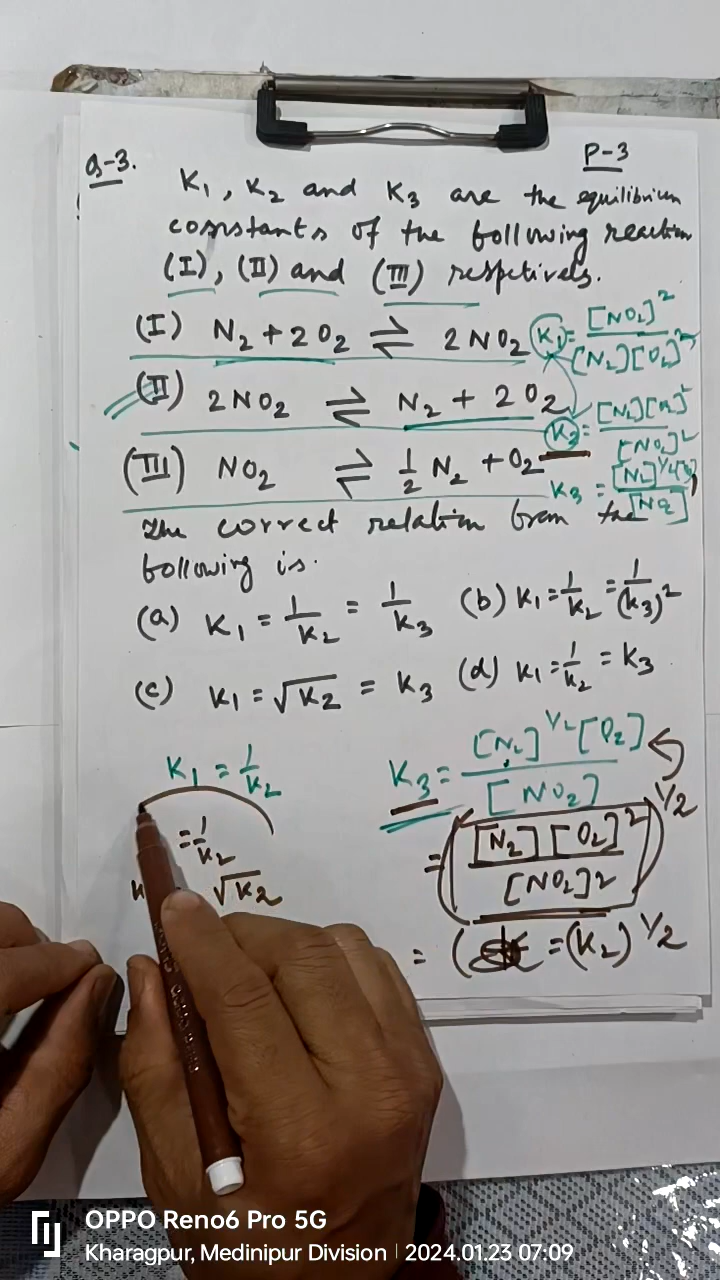 Q-3.
P-3
K₁, K₂ and K₃ are the equilibrium
constants of the following reaction
(I), (II) and (III) respetively.
(I) N₂ + 2O₂ ⇌ 2NO₂ K₁ = [NO₂]² / [N₂][O₂]²
(II) 2NO₂ ⇌ N₂ + 2O₂ K₂ = [N₂][O₂]² / [NO₂]²
(III) NO₂ ⇌ 1/2 N₂ + O₂ K₃ = [N₂]^1/2[O₂] / [NO₂]
The correct relation from the
following is.
(a) K₁ = 1/K₂ = 1/K₃ (b) K₁ = 1/K₂ = 1/(K₃)²
(c) K₁ = √K₂ = K₃ (d) K₁ = 1/K₂ = K₃
K₁ = 1/K₂
K₃ = [N₂]^1/2 [O₂] / [NO₂]
= 1/K₂
= ([N₂][O₂]² / [NO₂]²)^1/2
√K₂
= ( = (K₂)^1/2
OPPO Reno6 Pro 5G
Kharagpur, Medinipur Division | 2024.01.23 07:09